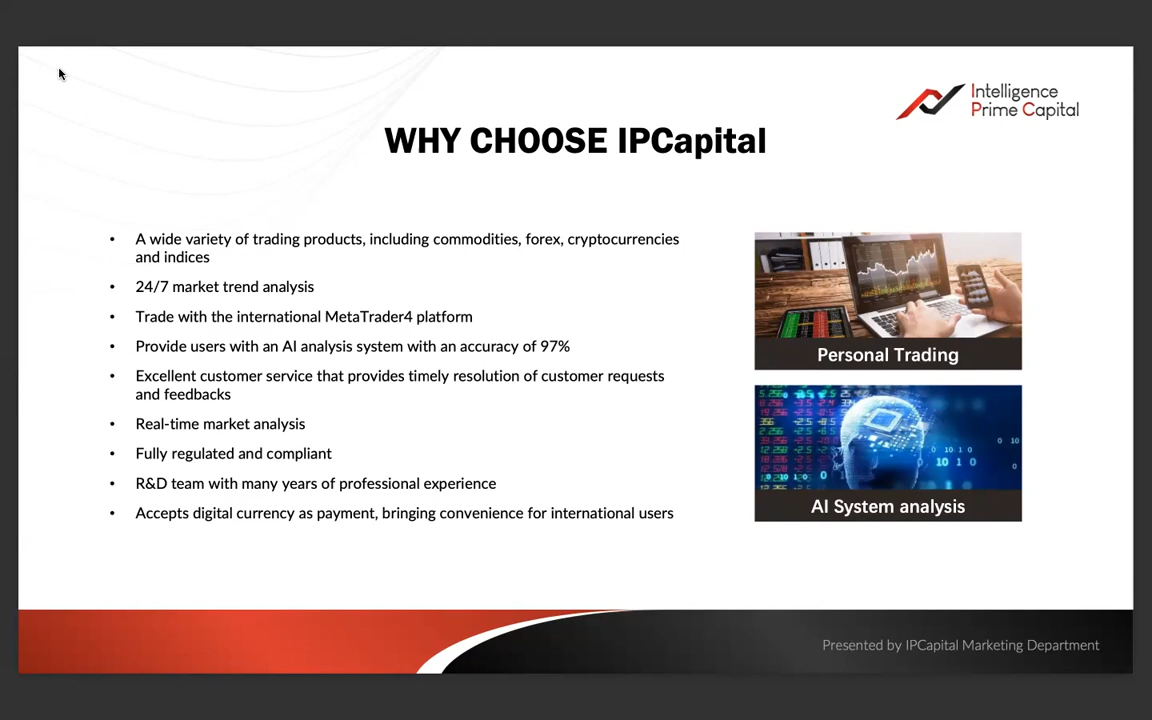 Intelligence
Prime Capital
WHY CHOOSE IPCapital
• A wide variety of trading products, including commodities, forex, cryptocurrencies
and indices
• 24/7 market trend analysis
• Trade with the international MetaTrader4 platform
• Provide users with an AI analysis system with an accuracy of 97%
• Excellent customer service that provides timely resolution of customer requests
and feedbacks
• Real-time market analysis
• Fully regulated and compliant
• R&D team with many years of professional experience
• Accepts digital currency as payment, bringing convenience for international users
Personal Trading
AI System analysis
Presented by IPCapital Marketing Department